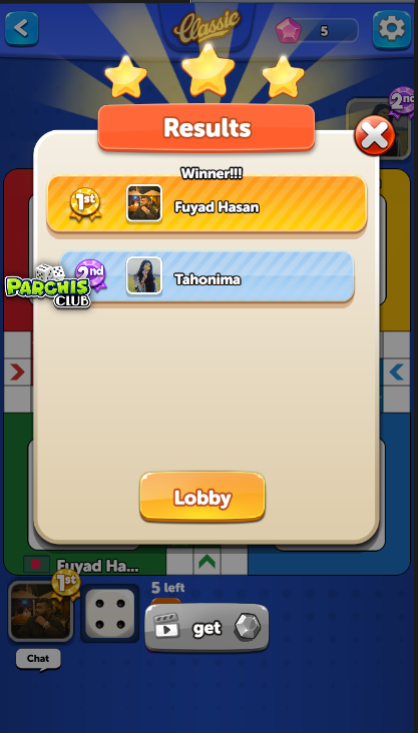 Classic
5
2nd
Results
Winner!!!
1st
Fuyad Hasan
2nd
Tahonima
PARCHIS
CLUB
Lobby
Fuyad Ha...
1st
5 left
get
Chat